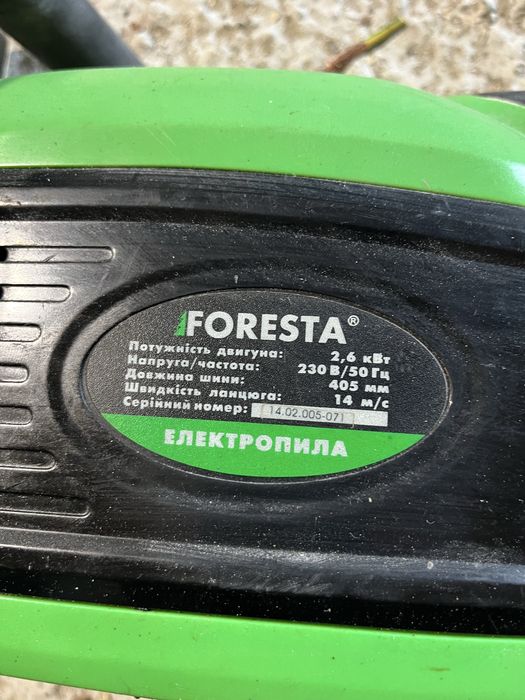 FORESTA®
Потужність двигуна: 2,6 кВт
Напруга/частота: 230 В/50 Гц
Довжина шини: 405 мм
Швидкість ланцюга: 14 м/с
Серійний номер: 14.02.005-071
ЕЛЕКТРОПИЛА